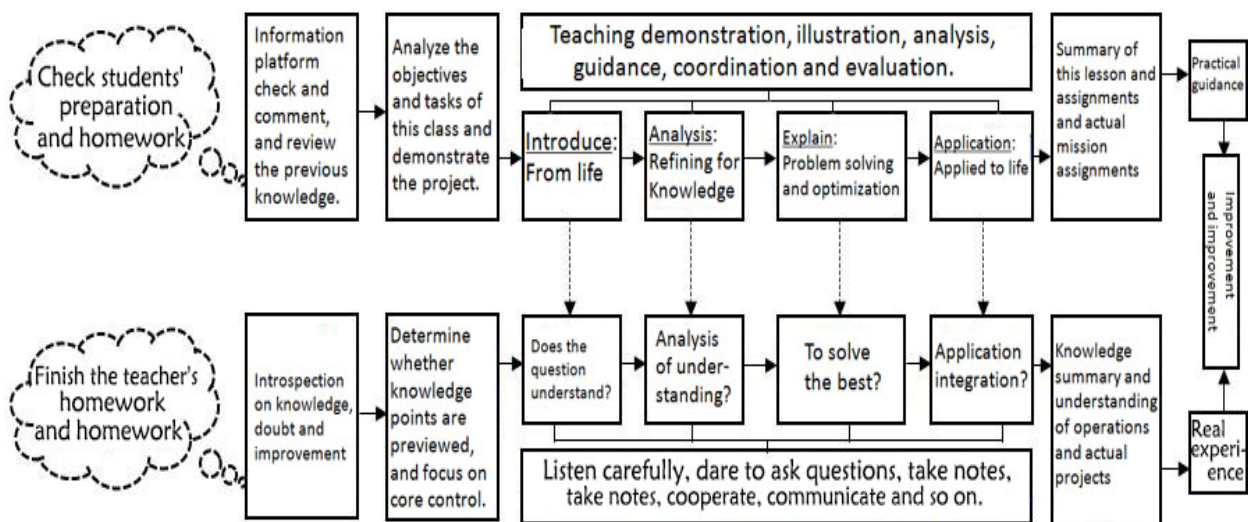 Check students'
preparation
and homework
Information
platform
check and
comment,
and review
the previous
knowledge.
Analyze the
objectives
and tasks of
this class and
demonstrate
the project.
Teaching demonstration, illustration, analysis,
guidance, coordination and evaluation.
Introduce:
From life
Analysis:
Refining for
Knowledge
Explain:
Problem solving
and optimization
Application:
Applied to life
Summary of
this lesson and
assignments
and actual
mission
assignments
Practical
guidance
Improvement
and improvement
Finish the teacher's
homework
and homework
Introspection
on knowledge,
doubt and
improvement
Determine
whether
knowledge
points are
previewed,
and focus on
core control.
Does the
question
understand?
Analysis
of under-
standing?
To solve
the best?
Application
integration?
Listen carefully, dare to ask questions, take notes,
take notes, cooperate, communicate and so on.
Knowledge
summary and
understanding
of operations
and actual
projects
Real
experi-
ence